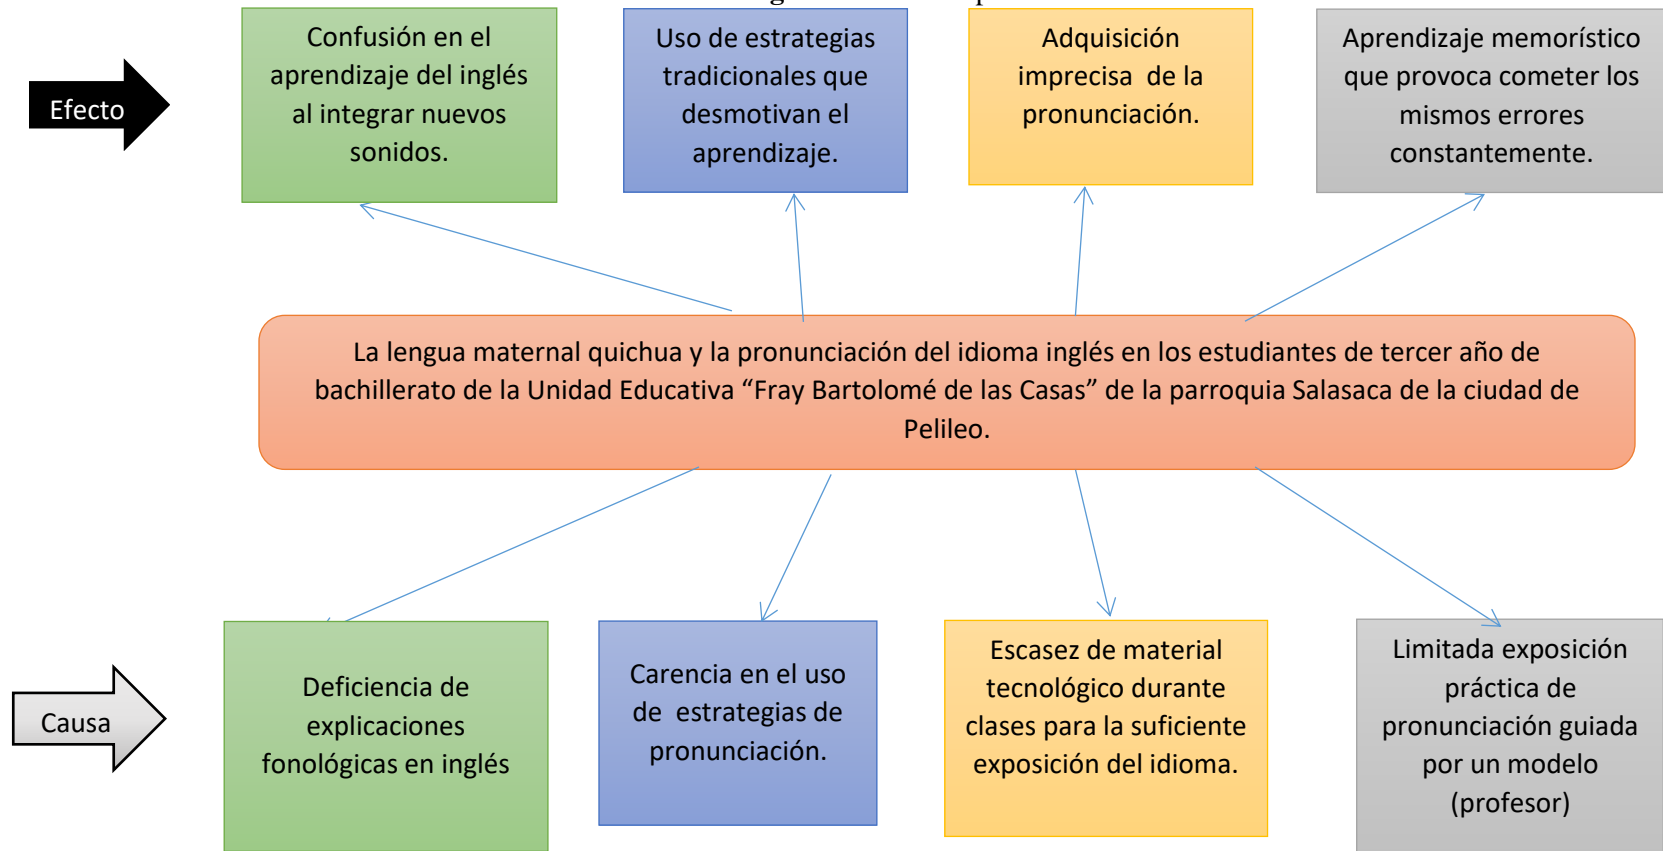 Confusión en el
aprendizaje del inglés
al integrar nuevos
sonidos.
Uso de estrategias
tradicionales que
desmotivan el
aprendizaje.
Adquisición
imprecisa de la
pronunciación.
Aprendizaje memorístico
que provoca cometer los
mismos errores
constantemente.
Efecto
La lengua maternal quichua y la pronunciación del idioma inglés en los estudiantes de tercer año de
bachillerato de la Unidad Educativa “Fray Bartolomé de las Casas” de la parroquia Salasaca de la ciudad de
Pelileo.
Causa
Deficiencia de
explicaciones
fonológicas en inglés
Carencia en el uso
de estrategias de
pronunciación.
Escasez de material
tecnológico durante
clases para la suficiente
exposición del idioma.
Limitada exposición
práctica de
pronunciación guiada
por un modelo
(profesor)